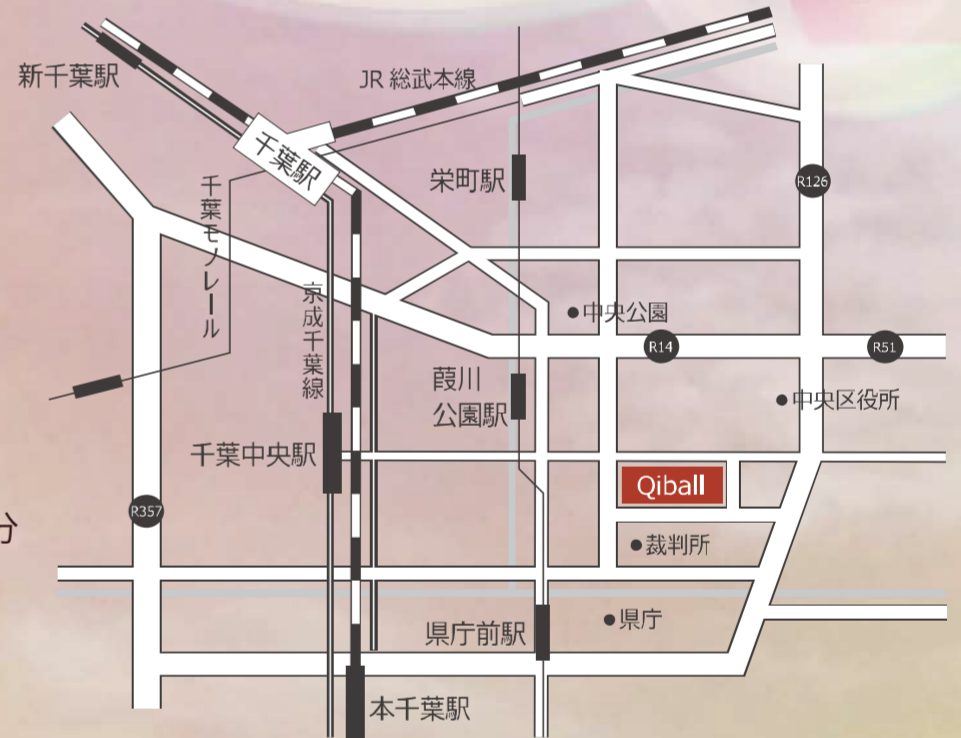 新千葉駅
JR 総武本線
千葉駅
栄町駅
R126
千葉モノレール
京成千葉線
中央公園
R14
R51
葭川
公園駅
中央区役所
千葉中央駅
Qiball
R357
分
裁判所
県庁
県庁前駅
本千葉駅